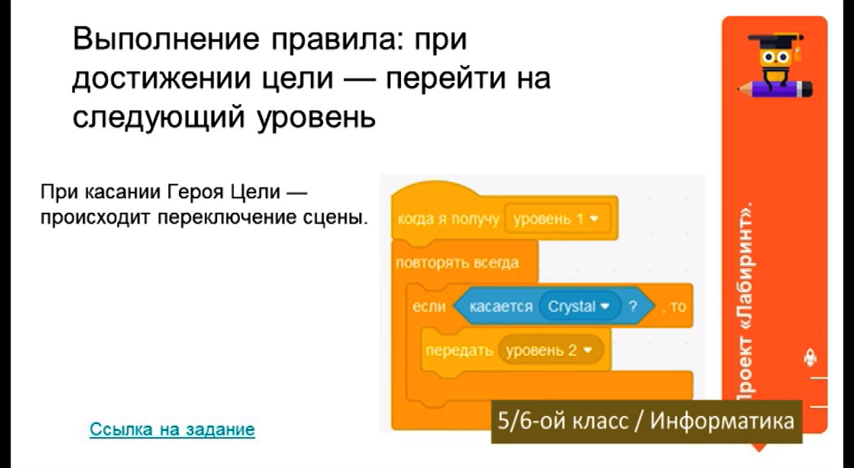 Выполнение правила: при
достижении цели — перейти на
следующий уровень
При касании Героя Цели —
происходит переключение сцены.
когда я получу уровень 1
повторять всегда
если касается Crystal ? , то
передать уровень 2
Ссылка на задание
Проект «Лабиринт».
5/6-ой класс / Информатика